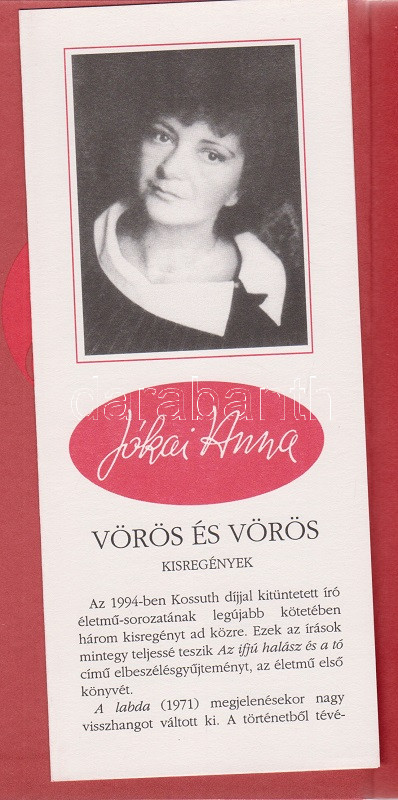 darabanth
Jókai Anna
VÖRÖS ÉS VÖRÖS
KISREGÉNYEK
Az 1994-ben Kossuth díjjal kitüntetett író
életmű-sorozatának legújabb kötetében
három kisregényt ad közre. Ezek az írások
mintegy teljessé teszik Az ifjú halász és a tó
című elbeszélésgyűjteményt, az életmű első
könyvét.
A labda (1971) megjelenésekor nagy
visszhangot váltott ki. A történetből tévé-